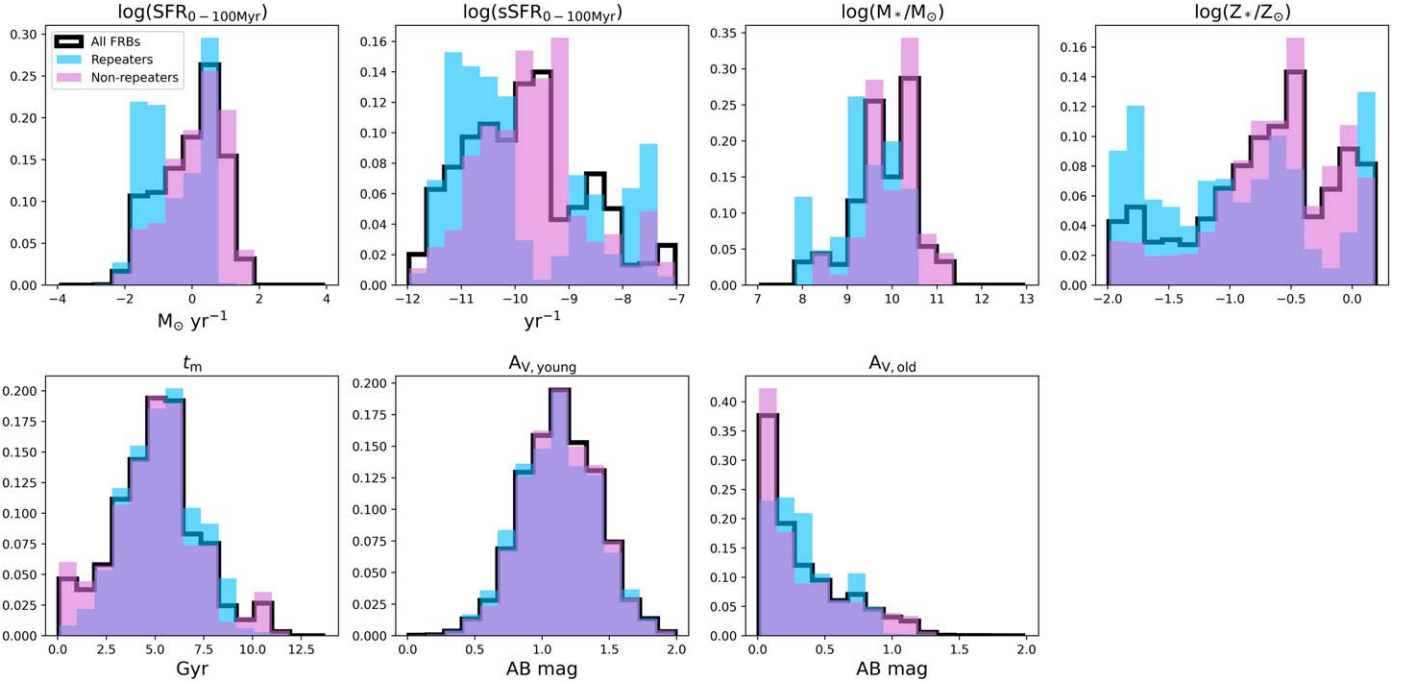 log(SFR₀₋₁₀₀Myr)
0.30
0.25
0.20
0.15
0.10
0.05
0.00
All FRBs
Repeaters
Non-repeaters
−4 −2 0 2 4
M⊙ yr⁻¹
log(sSFR₀₋₁₀₀Myr)
0.16
0.14
0.12
0.10
0.08
0.06
0.04
0.02
0.00
−12 −11 −10 −9 −8 −7
yr⁻¹
log(M*/M⊙)
0.35
0.30
0.25
0.20
0.15
0.10
0.05
0.00
7 8 9 10 11 12 13
log(Z*/Z⊙)
0.16
0.14
0.12
0.10
0.08
0.06
0.04
0.02
0.00
−2.0 −1.5 −1.0 −0.5 0.0
tm
0.200
0.175
0.150
0.125
0.100
0.075
0.050
0.025
0.000
0.0 2.5 5.0 7.5 10.0 12.5
Gyr
AV, young
0.200
0.175
0.150
0.125
0.100
0.075
0.050
0.025
0.000
0.0 0.5 1.0 1.5 2.0
AB mag
AV, old
0.40
0.35
0.30
0.25
0.20
0.15
0.10
0.05
0.00
0.0 0.5 1.0 1.5 2.0
AB mag